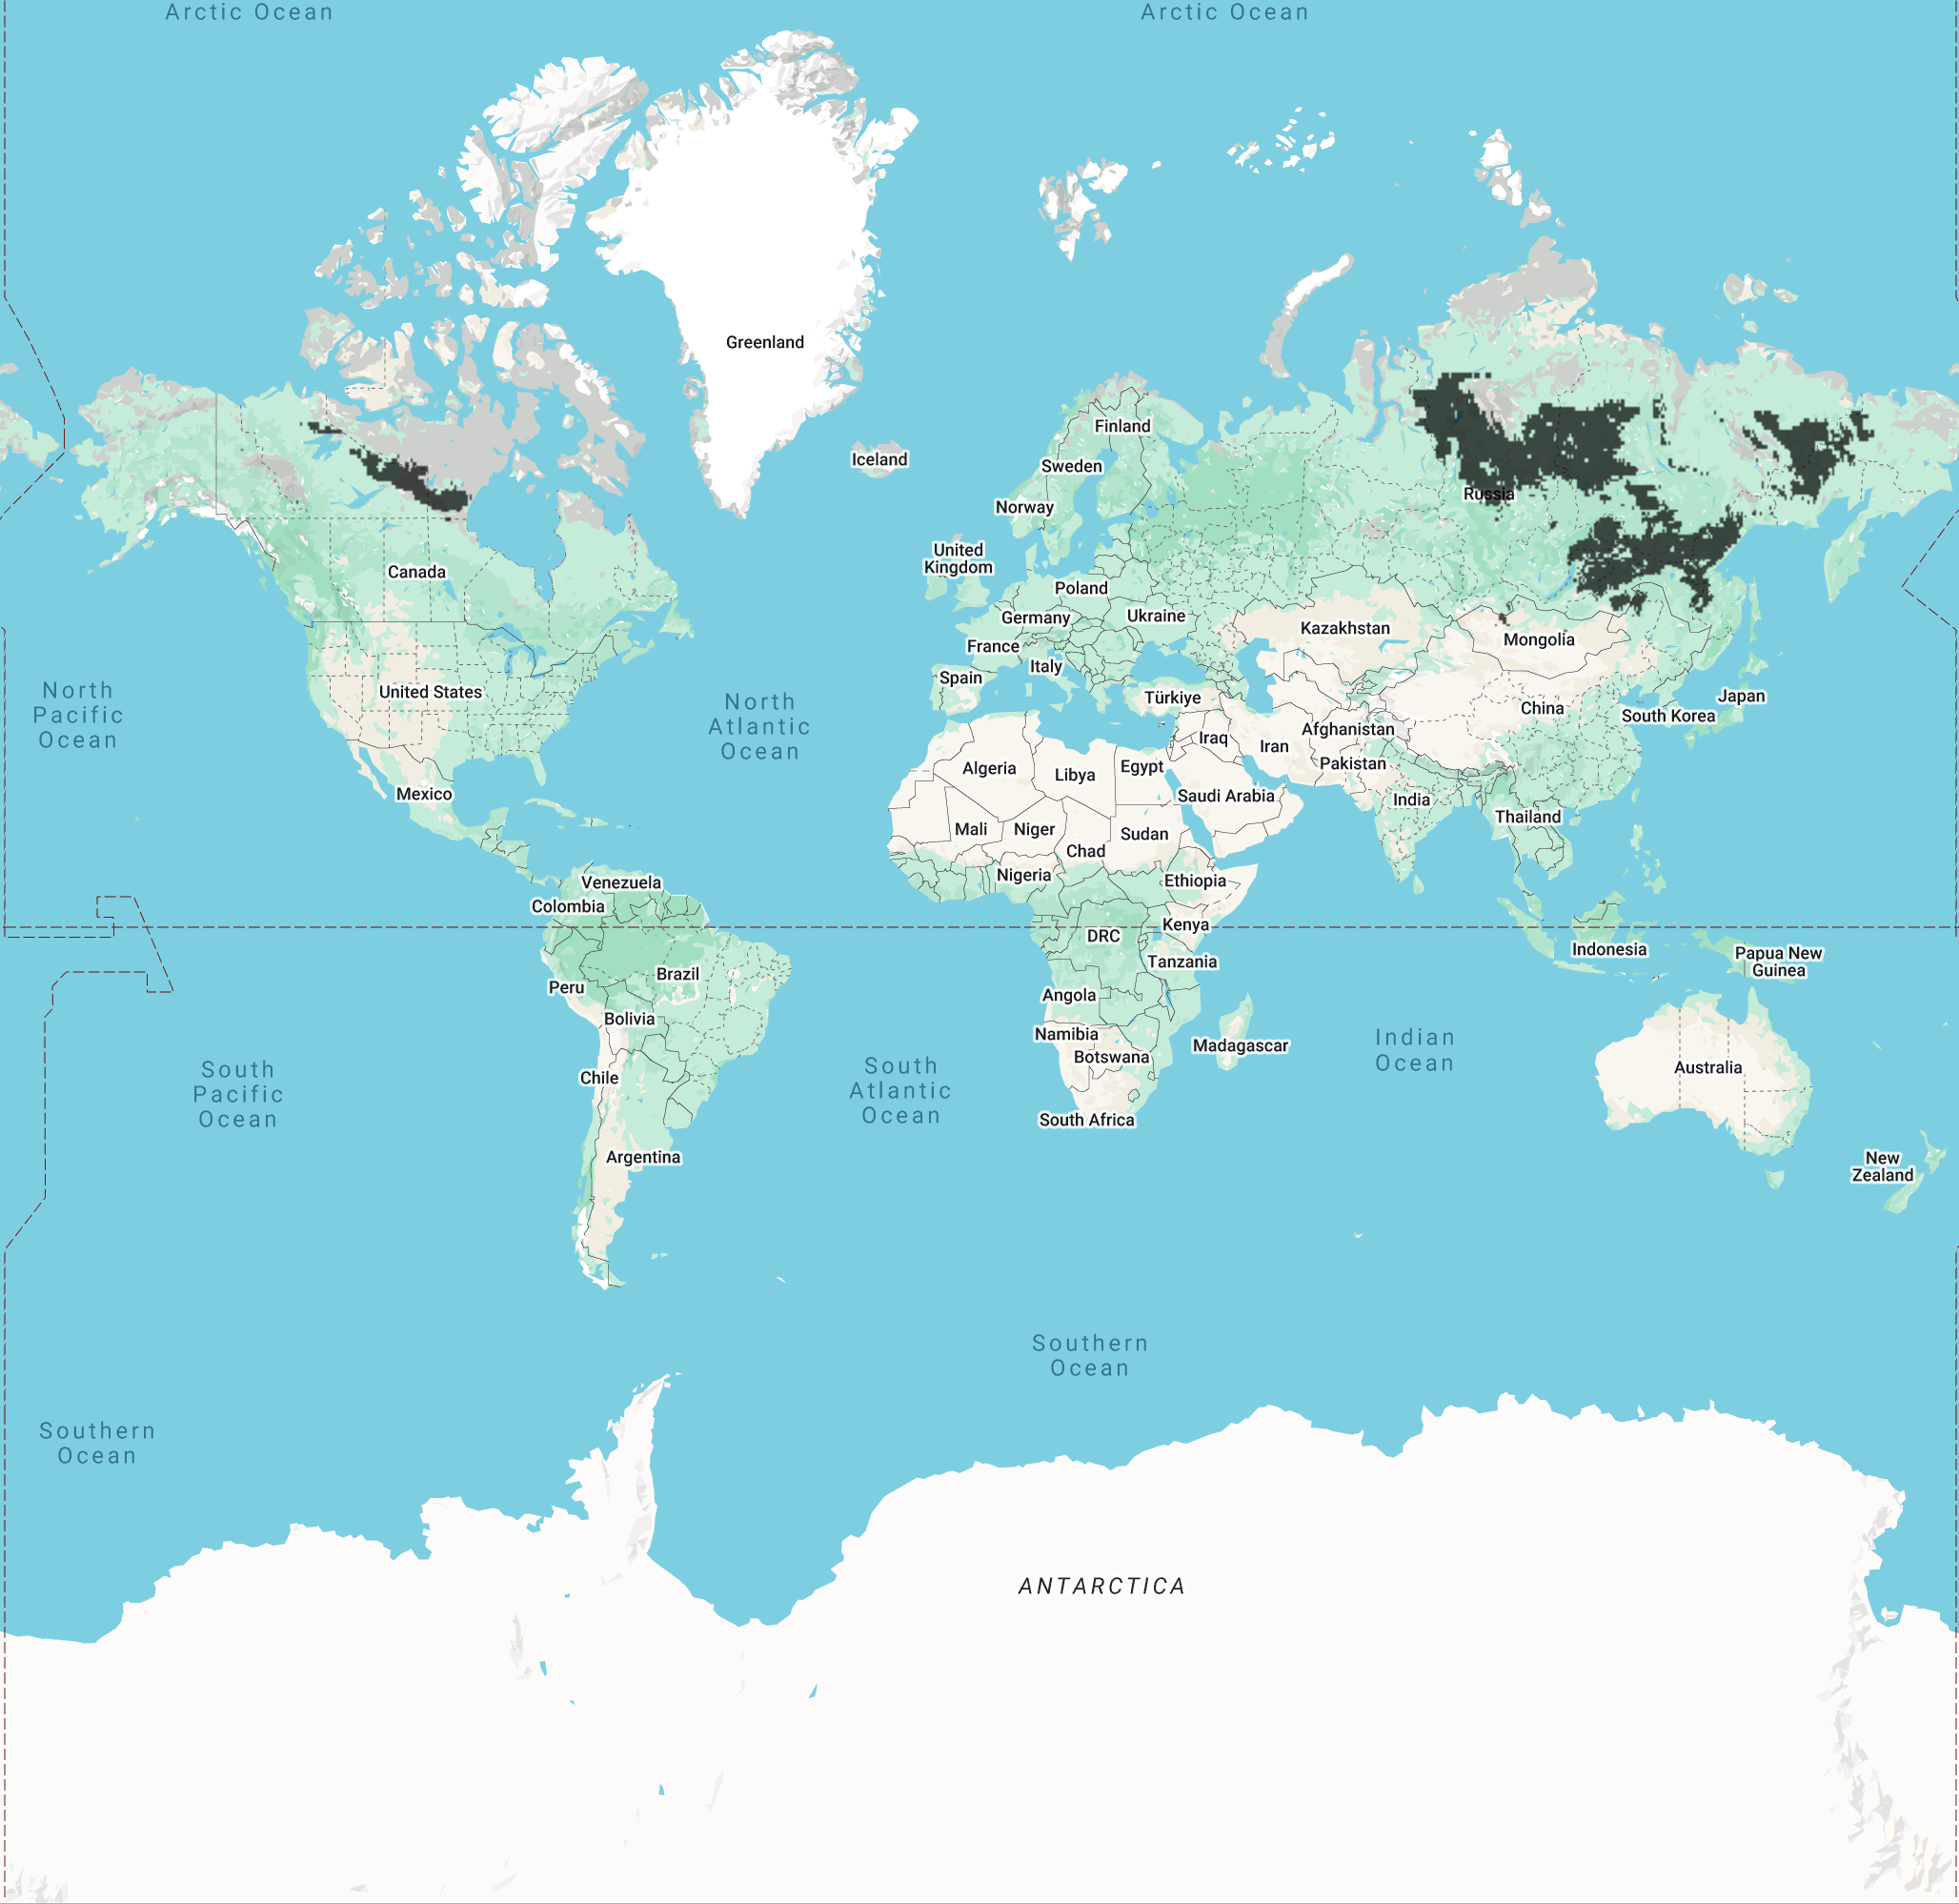 Arctic Ocean
Arctic Ocean
Greenland
Finland
Iceland
Sweden
Russia
Norway
United
Kingdom
Canada
Poland
Germany
Ukraine
Kazakhstan
Mongolia
France
Italy
Spain
United States
Türkiye
North
Pacific
Ocean
North
Atlantic
Ocean
Japan
China
South Korea
Afghanistan
Iraq
Iran
Pakistan
Algeria
Libya
Egypt
Saudi Arabia
India
Mexico
Thailand
Mali
Niger
Sudan
Chad
Nigeria
Ethiopia
Venezuela
Colombia
Kenya
DRC
Indonesia
Papua New
Guinea
Tanzania
Brazil
Peru
Angola
Bolivia
Namibia
Botswana
Madagascar
Indian
Ocean
Australia
Chile
South
Pacific
Ocean
South
Atlantic
Ocean
South Africa
Argentina
New
Zealand
Southern
Ocean
Southern
Ocean
ANTARCTICA